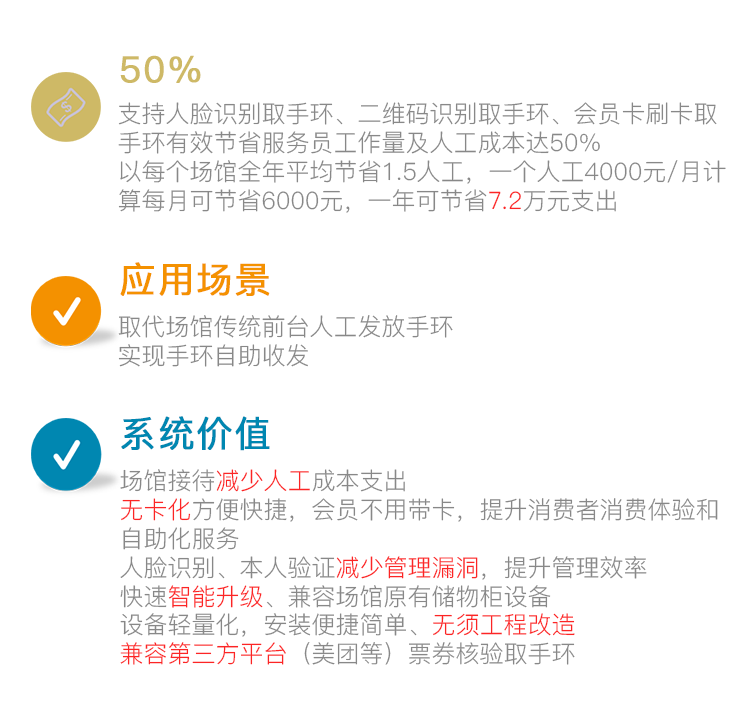 50%
支持人脸识别取手环、二维码识别取手环、会员卡刷卡取
手环有效节省服务员工作量及人工成本达50%
以每个场馆全年平均节省1.5人工，一个人工4000元/月计
算每月可节省6000元，一年可节省7.2万元支出
应用场景
取代场馆传统前台人工发放手环
实现手环自助收发
系统价值
场馆接待减少人工成本支出
无卡化方便快捷，会员不用带卡，提升消费者消费体验和
自助化服务
人脸识别、本人验证减少管理漏洞，提升管理效率
快速智能升级、兼容场馆原有储物柜设备
设备轻量化，安装便捷简单、无须工程改造
兼容第三方平台（美团等）票券核验取手环